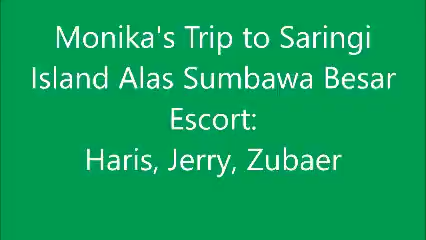 Monika's Trip to Saringi
Island Alas Sumbawa Besar
Escort:
Haris, Jerry, Zubaer